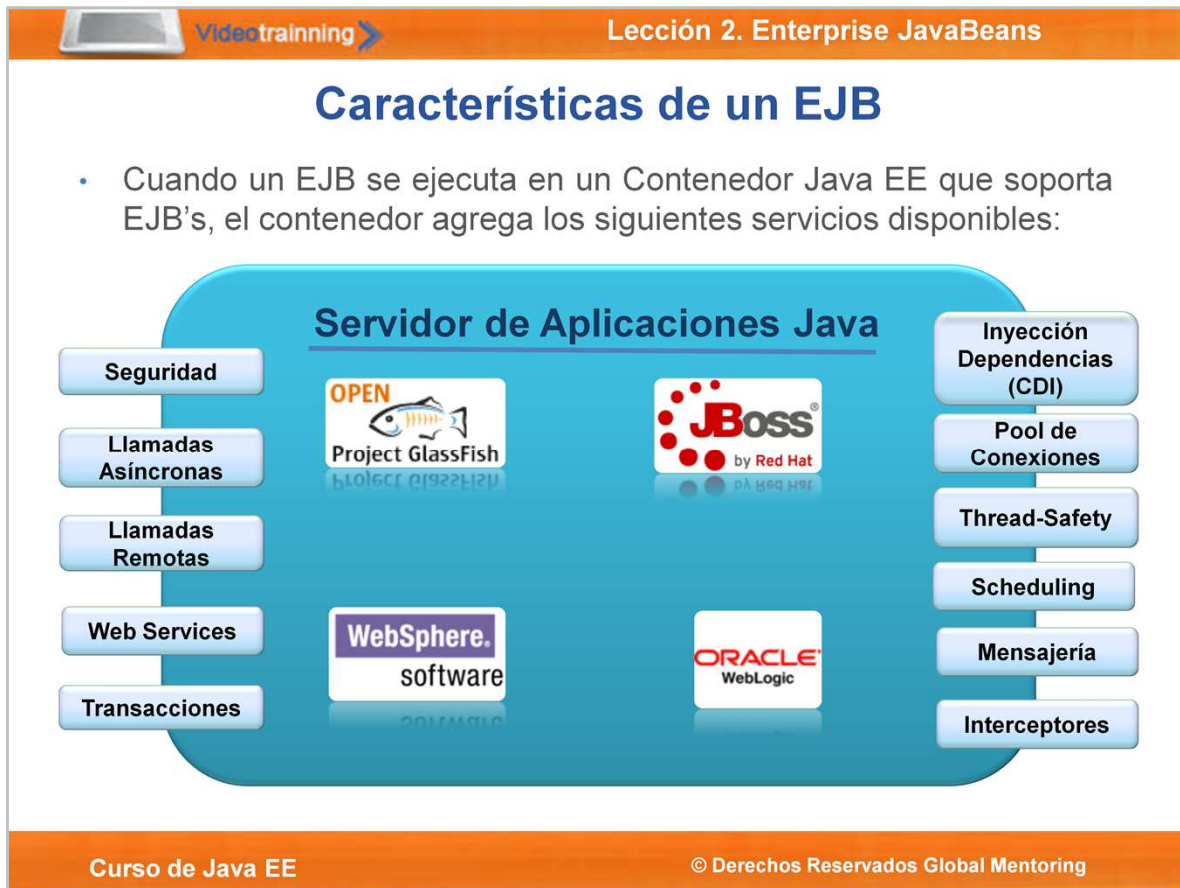 Videotrainning
Lección 2. Enterprise JavaBeans
Características de un EJB
• Cuando un EJB se ejecuta en un Contenedor Java EE que soporta
EJB's, el contenedor agrega los siguientes servicios disponibles:
Servidor de Aplicaciones Java
Seguridad
Llamadas
Asíncronas
Llamadas
Remotas
Web Services
Transacciones
OPEN
Project GlassFish
JBoss®
by Red Hat
WebSphere.
software
ORACLE®
WebLogic
Inyección
Dependencias
(CDI)
Pool de
Conexiones
Thread-Safety
Scheduling
Mensajería
Interceptores
Curso de Java EE
© Derechos Reservados Global Mentoring